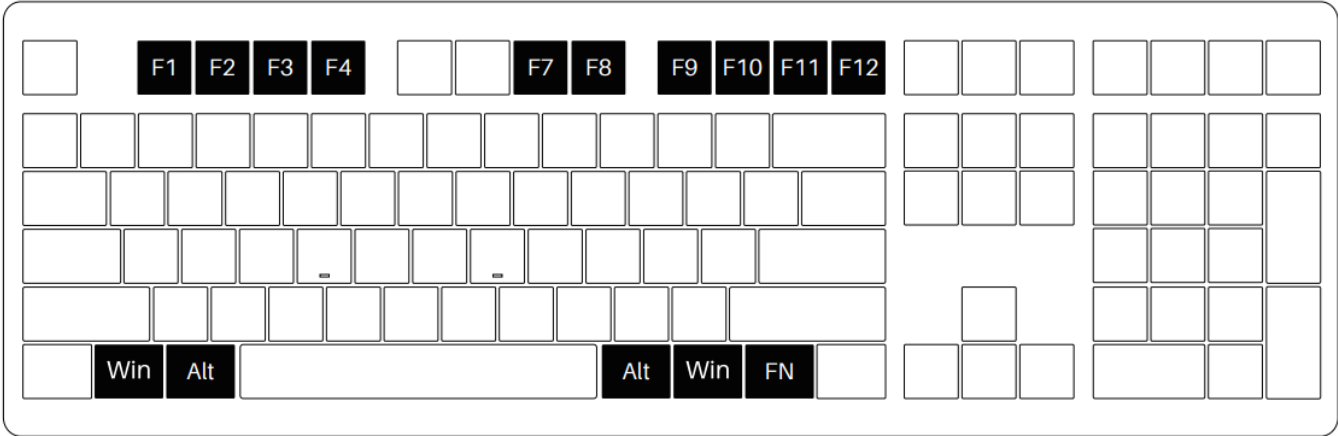 F1 F2 F3 F4 F7 F8 F9 F10 F11 F12
Win Alt Alt Win FN